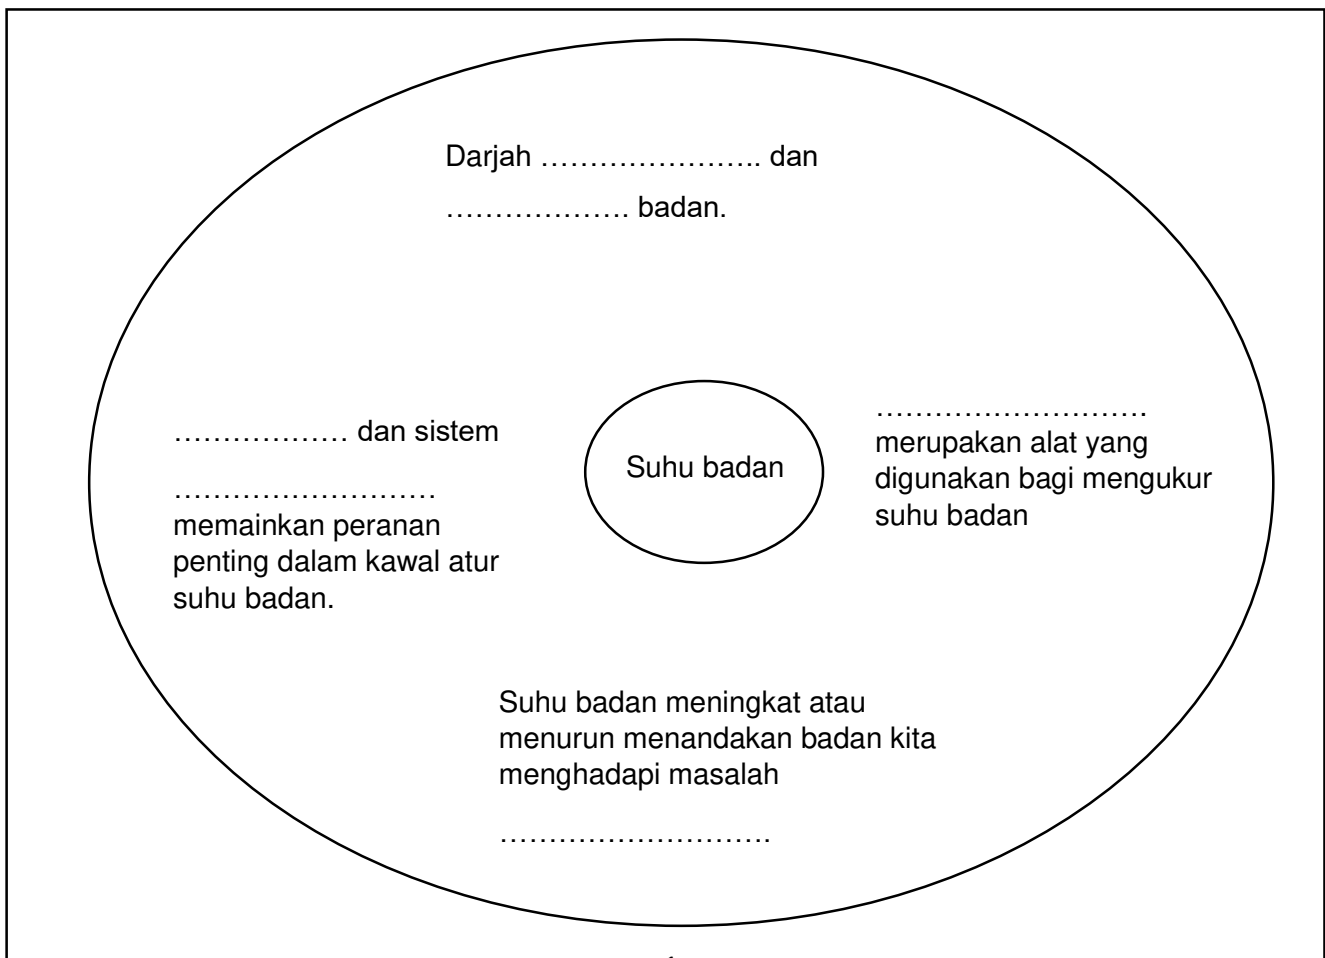 Darjah …………………. dan
………………. badan.
……………… dan sistem
………………………
memainkan peranan
penting dalam kawal atur
suhu badan.
Suhu badan
………………………
merupakan alat yang
digunakan bagi mengukur
suhu badan
Suhu badan meningkat atau
menurun menandakan badan kita
menghadapi masalah
………………………